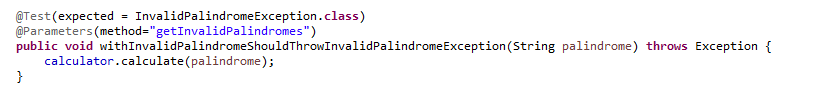 @Test(expected = InvalidPalindromeException.class)
@Parameters(method="getInvalidPalindromes")
public void withInvalidPalindromeShouldThrowInvalidPalindromeException(String palindrome) throws Exception {
    calculator.calculate(palindrome);
}